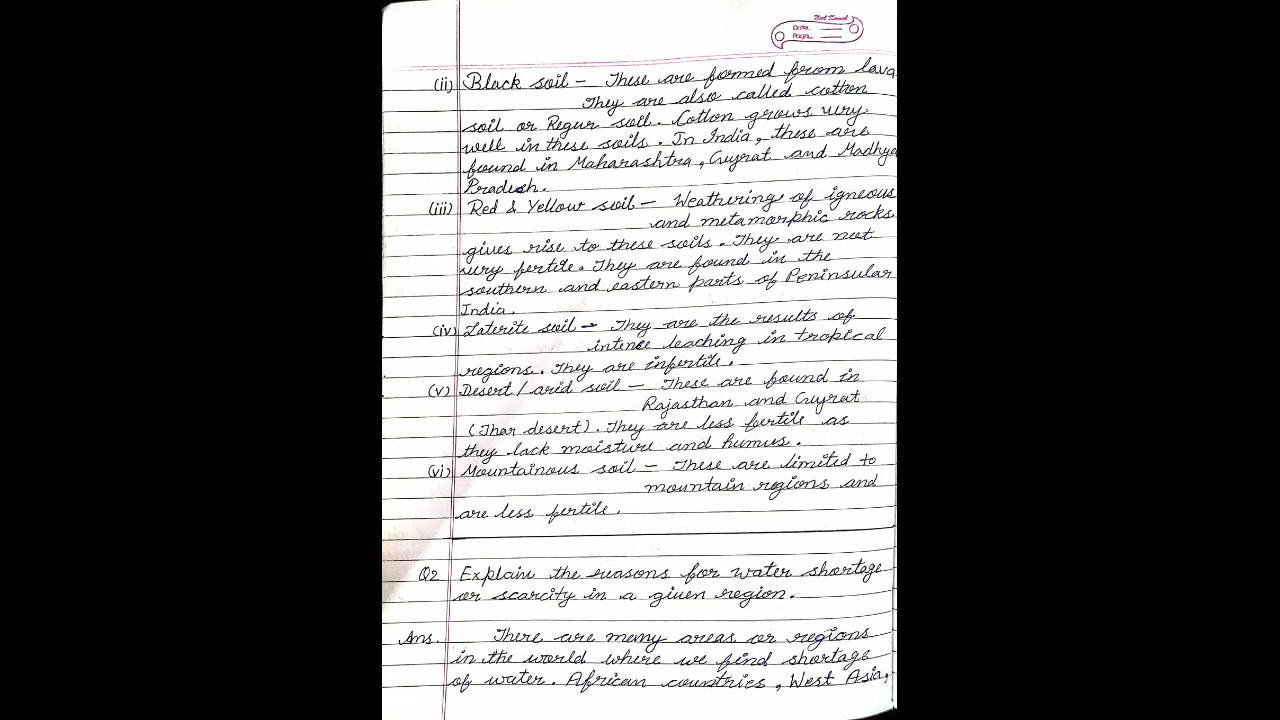 Neel Kamal
Date.
Page.
(ii) Black soil - These are formed from lava
They are also called cotton
soil or Regur soil. Cotton grows very
well in these soils. In India, these are
found in Maharashtra, Gujrat and Madhya
Pradesh.
(iii) Red & Yellow soil - Weathering of igneous
and metamorphic rocks
gives rise to these soils. They are not
very fertile. They are found in the
southern and eastern parts of Peninsular
India.
(iv) Laterite soil - They are the results of
intense leaching in tropical
regions. They are infertile.
(v) Desert / arid soil - These are found in
Rajasthan and Gujrat
(Thar desert). They are less fertile as
they lack moisture and humus.
(vi) Mountainous soil - These are limited to
mountain regions and
are less fertile.
Q2 Explain the reasons for water shortage
or scarcity in a given region.
Ans. There are many areas or regions
in the world where we find shortage
of water. African countries, West Asia,